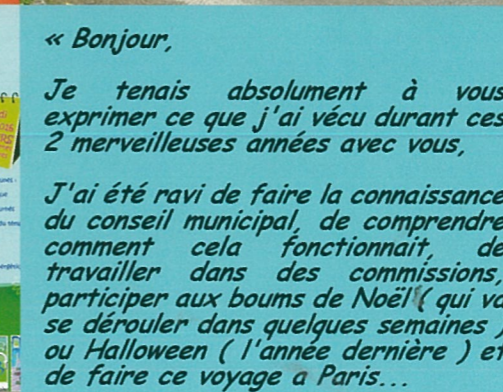 « Bonjour,
Je tenais absolument à vous
exprimer ce que j'ai vécu durant ces
2 merveilleuses années avec vous,
J'ai été ravi de faire la connaissance
du conseil municipal, de comprendre
comment cela fonctionnait, de
travailler dans des commissions,
participer aux boums de Noël ( qui va
se dérouler dans quelques semaines ,
ou Halloween ( l'année dernière ) et
de faire ce voyage a Paris...